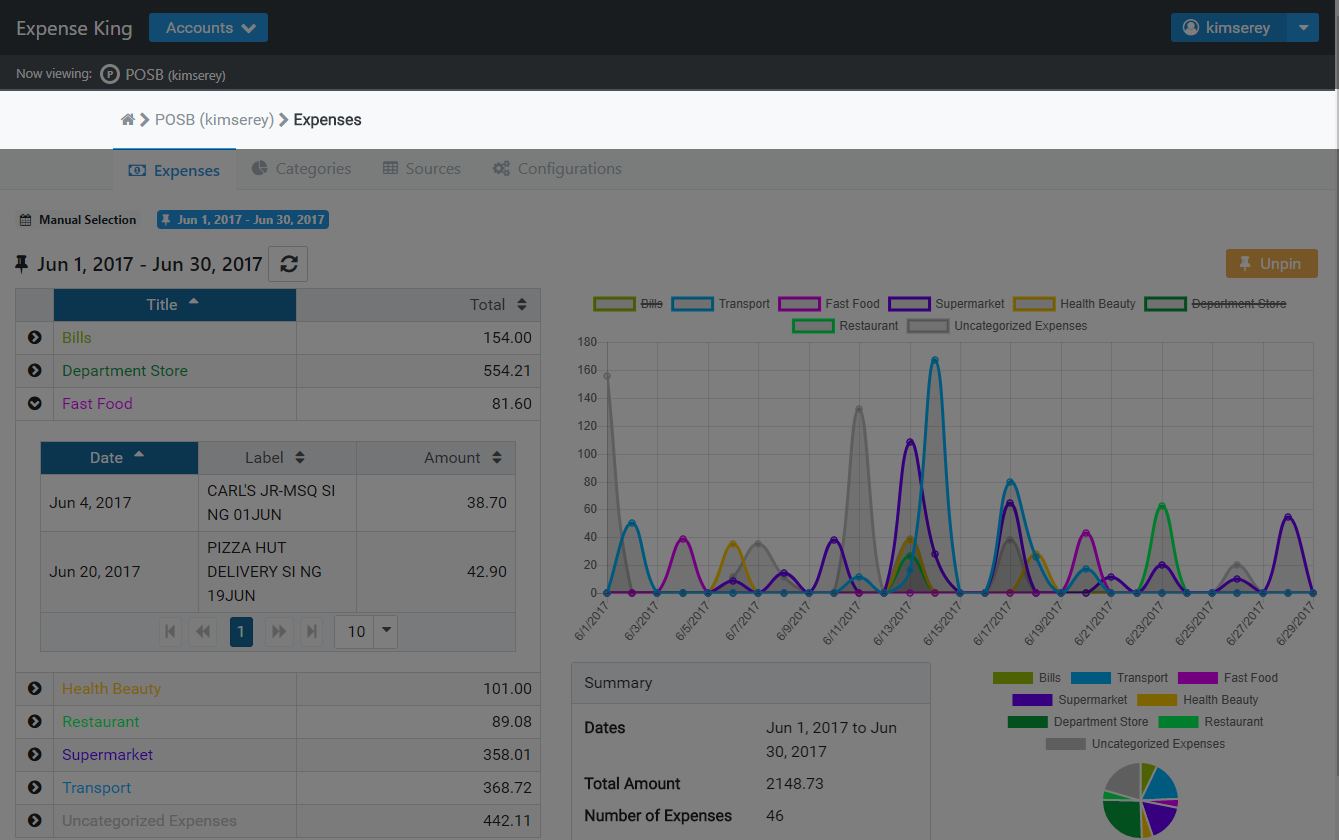 Expense King Accounts kimserey
Now viewing: P POSB (kimserey)
POSB (kimserey) Expenses
Expenses Categories Sources Configurations
Manual Selection Jun 1, 2017 - Jun 30, 2017
Jun 1, 2017 - Jun 30, 2017 Unpin
Title Total
Bills 154.00
Department Store 554.21
Fast Food 81.60
Date Label Amount
Jun 4, 2017 CARL'S JR-MSQ SI 38.70
NG 01JUN
Jun 20, 2017 PIZZA HUT 42.90
DELIVERY SI NG
19JUN
1 10
Health Beauty 101.00
Restaurant 89.08
Supermarket 358.01
Transport 368.72
Uncategorized Expenses 442.11
Bills Transport Fast Food Supermarket Health Beauty Department Store
Restaurant Uncategorized Expenses
180
160
140
120
100
80
60
40
20
0
6/1/2017 6/3/2017 6/5/2017 6/7/2017 6/9/2017 6/11/2017 6/13/2017 6/15/2017 6/17/2017 6/19/2017 6/21/2017 6/23/2017 6/25/2017 6/27/2017 6/29/2017
Summary
Dates Jun 1, 2017 to Jun
30, 2017
Total Amount 2148.73
Number of Expenses 46
Bills Transport Fast Food
Supermarket Health Beauty
Department Store Restaurant
Uncategorized Expenses